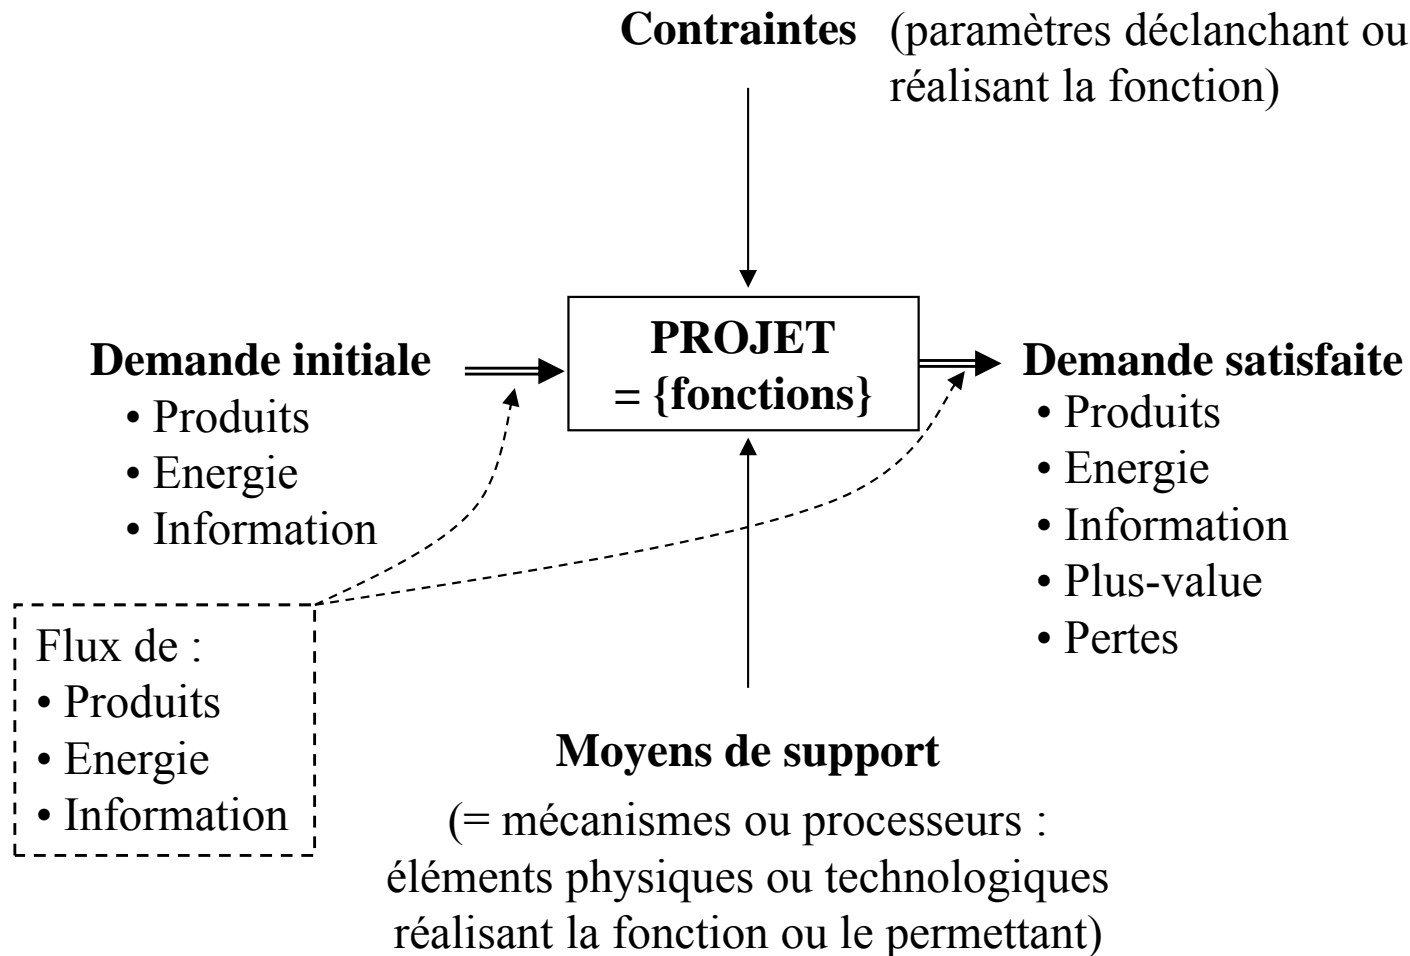 Contraintes (paramètres déclanchant ou
réalisant la fonction)
PROJET
= {fonctions}
Demande initiale
• Produits
• Energie
• Information
Demande satisfaite
• Produits
• Energie
• Information
• Plus-value
• Pertes
Flux de :
• Produits
• Energie
• Information
Moyens de support
(= mécanismes ou processeurs :
éléments physiques ou technologiques
réalisant la fonction ou le permettant)